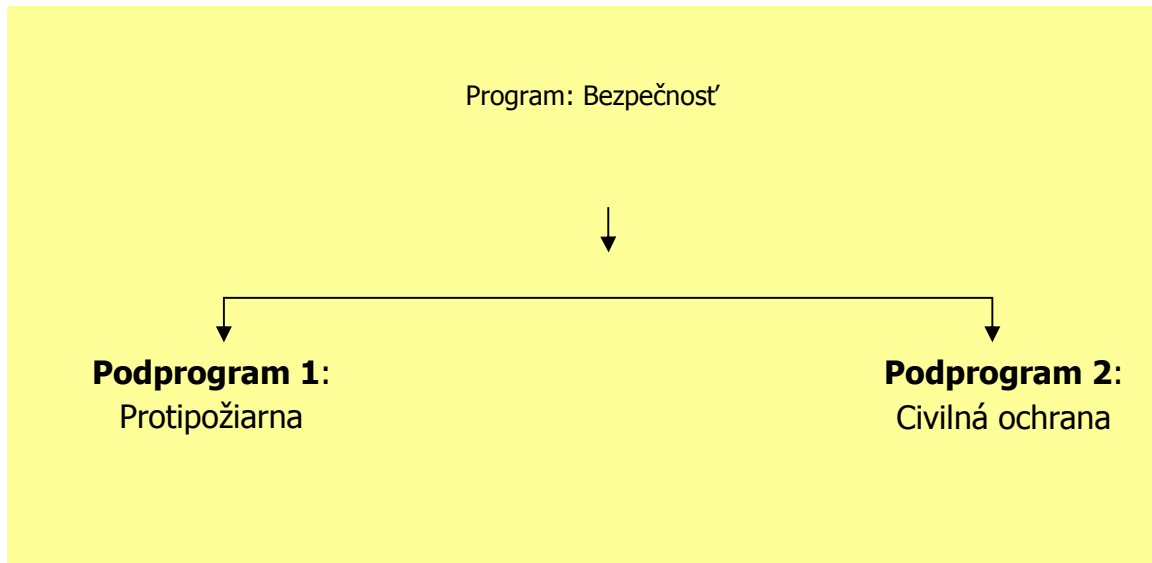 Program: Bezpečnosť
Podprogram 1:
Protipožiarna
Podprogram 2:
Civilná ochrana